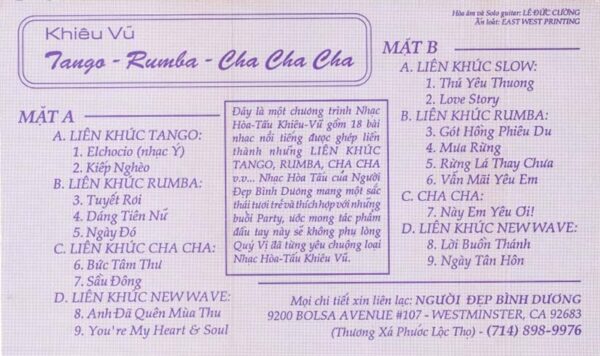 Hòa âm và Solo guitar: LÊ ĐỨC CƯỜNG
Ấn loát: EAST WEST PRINTING
Khiêu Vũ
Tango - Rumba - Cha Cha Cha
MẶT A
A. LIÊN KHÚC TANGO:
1. Elchocio (nhạc Ý)
2. Kiếp Nghèo
B. LIÊN KHÚC RUMBA:
3. Tuyết Rơi
4. Dáng Tiên Nữ
5. Ngày Đó
C. LIÊN KHÚC CHA CHA:
6. Bức Tâm Thư
7. Sầu Đông
D. LIÊN KHÚC NEW WAVE:
8. Anh Đã Quên Mùa Thu
9. You're My Heart & Soul
Đây là một chương trình Nhạc
Hòa-Tấu Khiêu-Vũ gồm 18 bài
nhạc nổi tiếng được ghép liên
thành nhưng LIÊN KHÚC
TANGO, RUMBA, CHA CHA
v.v... Nhạc Hòa Tấu của Người
Đẹp Bình Dương mang một sắc
thái tươi trẻ và thích hợp với những
buổi Party, ước mong tác phẩm
đầu tay này sẽ không phụ lòng
Quý Vị đã từng yêu chuộng loại
Nhạc Hòa-Tấu Khiêu Vũ.
MẶT B
A. LIÊN KHÚC SLOW:
1. Thú Yêu Thương
2. Love Story
B. LIÊN KHÚC RUMBA:
3. Gót Hồng Phiêu Du
4. Mưa Rừng
5. Rừng Lá Thay Chưa
6. Vẫn Mãi Yêu Em
C. CHA CHA:
7. Này Em Yêu Ơi!
D. LIÊN KHÚC NEW WAVE:
8. Lời Buồn Thánh
9. Ngày Tân Hôn
Mọi chi tiết xin liên lạc: NGƯỜI ĐẸP BÌNH DƯƠNG
9200 BOLSA AVENUE #107 - WESTMINSTER, CA 92683
(Thương Xá Phước Lộc Thọ) - (714) 898-9976